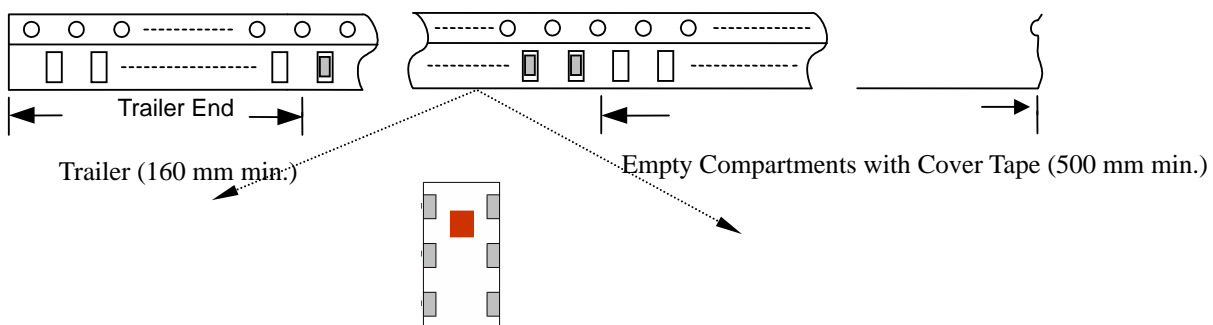 Trailer End
Trailer (160 mm min.)
Empty Compartments with Cover Tape (500 mm min.)